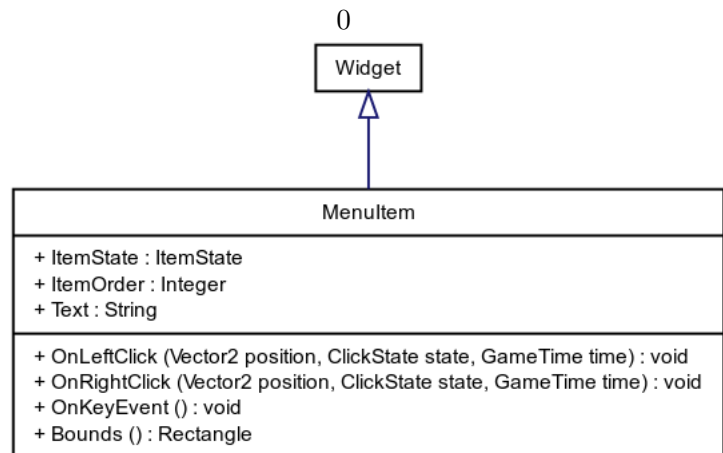 0
Widget
MenuItem
+ ItemState : ItemState
+ ItemOrder : Integer
+ Text : String
+ OnLeftClick (Vector2 position, ClickState state, GameTime time) : void
+ OnRightClick (Vector2 position, ClickState state, GameTime time) : void
+ OnKeyEvent () : void
+ Bounds () : Rectangle